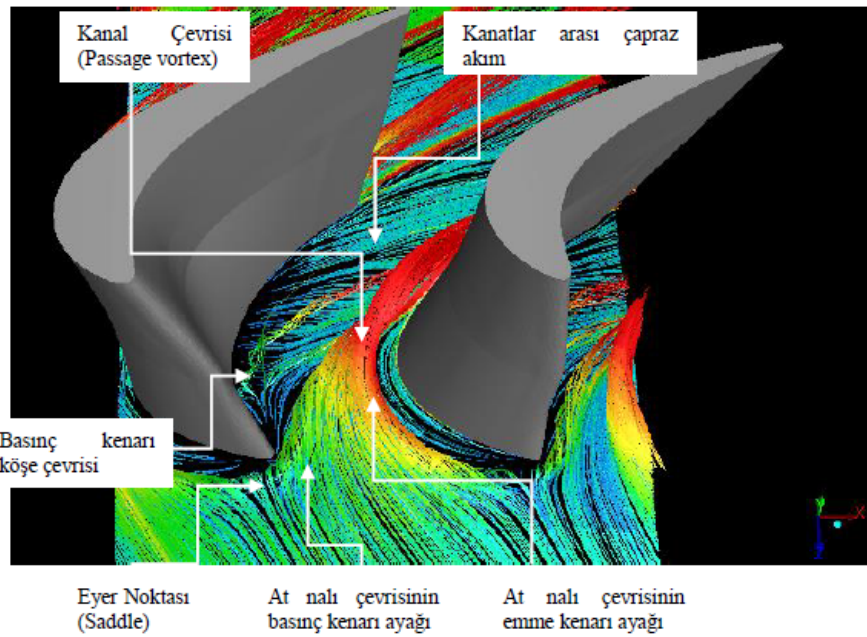 Kanal Çevrisi
(Passage vortex)
Kanatlar arası çapraz
akım
Basınç kenarı
köşe çevrisi
Eyer Noktası
(Saddle)
At nalı çevrisinin
basınç kenarı ayağı
At nalı çevrisinin
emme kenarı ayağı
Y
X
Z